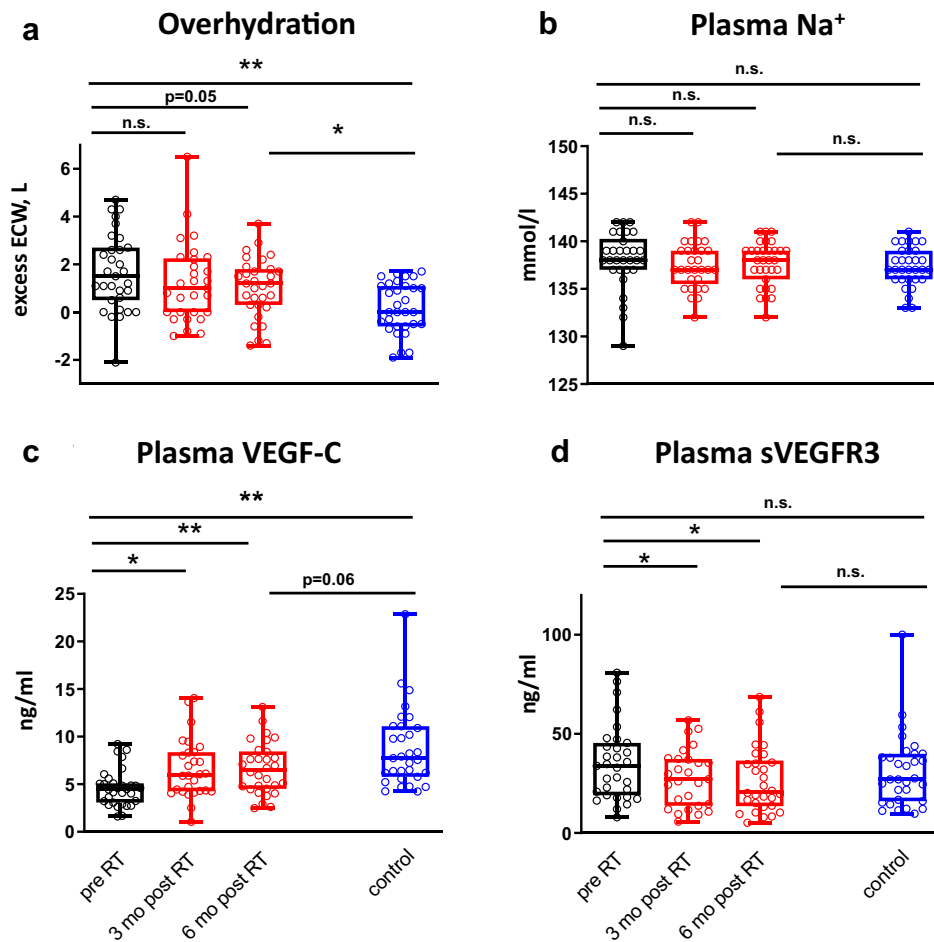 a
Overhydration
**
p=0.05
n.s.
*
excess ECW, L
6
4
2
0
-2
b
Plasma Na⁺
n.s.
n.s.
n.s.
n.s.
mmol/l
150
145
140
135
130
125
c
Plasma VEGF-C
**
**
*
p=0.06
ng/ml
25
20
15
10
5
0
pre RT
3 mo post RT
6 mo post RT
control
d
Plasma sVEGFR3
n.s.
*
*
n.s.
ng/ml
100
50
0
pre RT
3 mo post RT
6 mo post RT
control